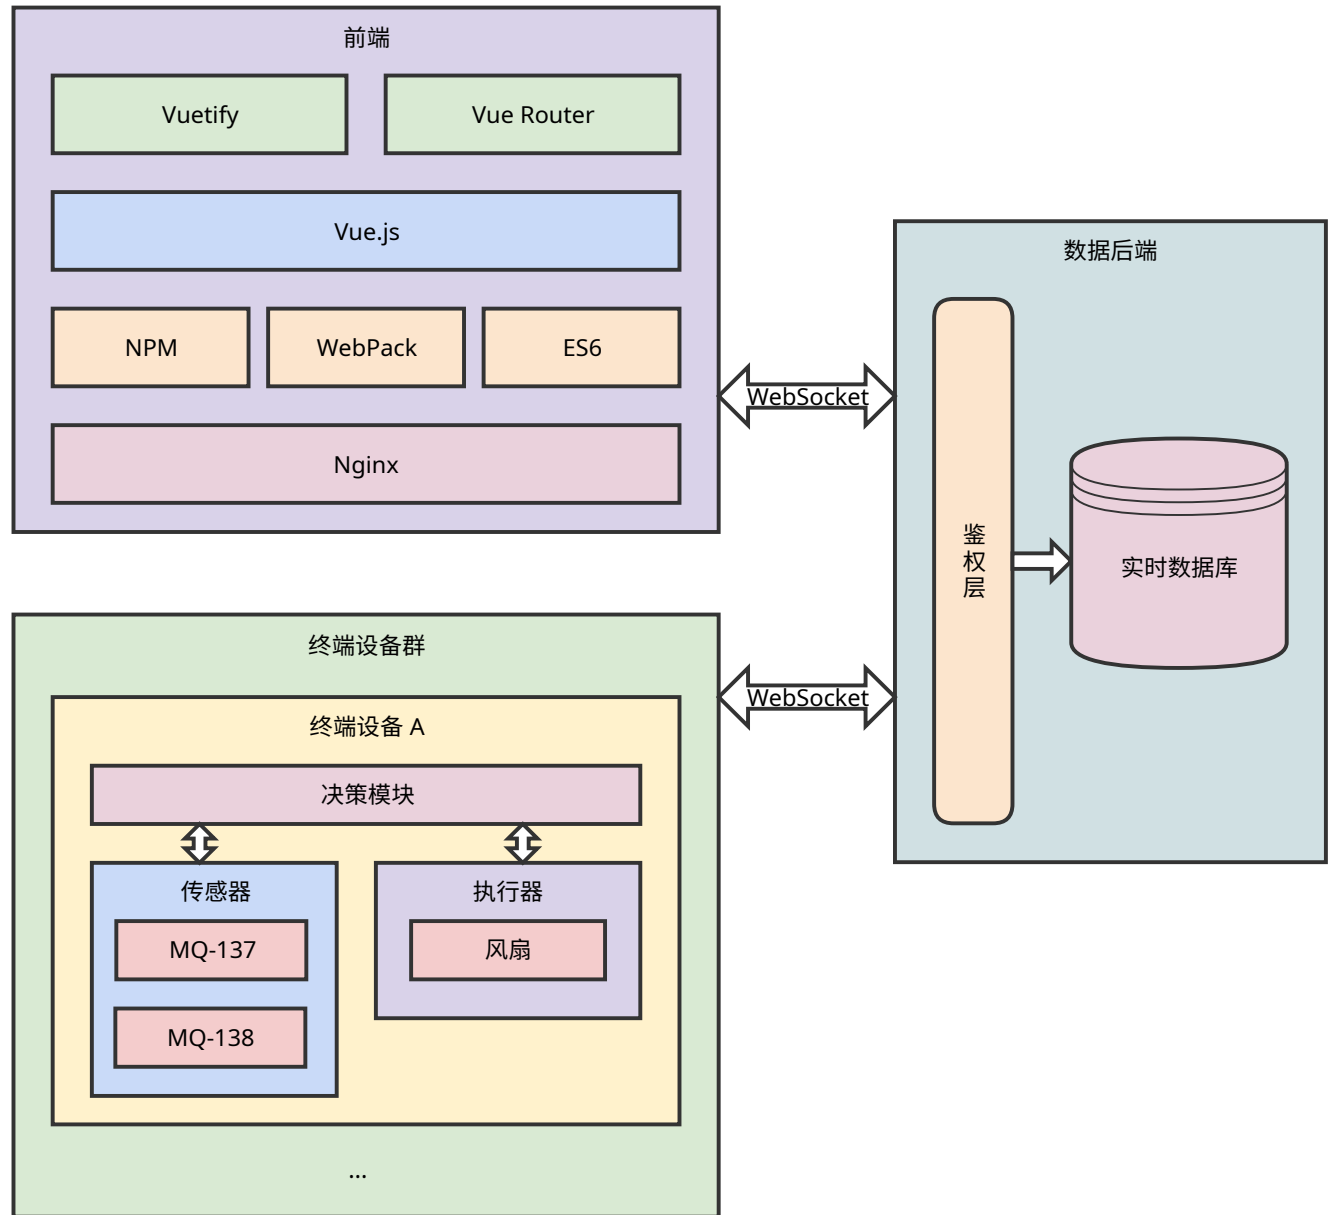 前端
Vuetify
Vue Router
Vue.js
NPM
WebPack
ES6
Nginx
WebSocket
数据后端
鉴
权
层
实时数据库
终端设备群
WebSocket
终端设备 A
决策模块
传感器
执行器
MQ-137
风扇
MQ-138
...